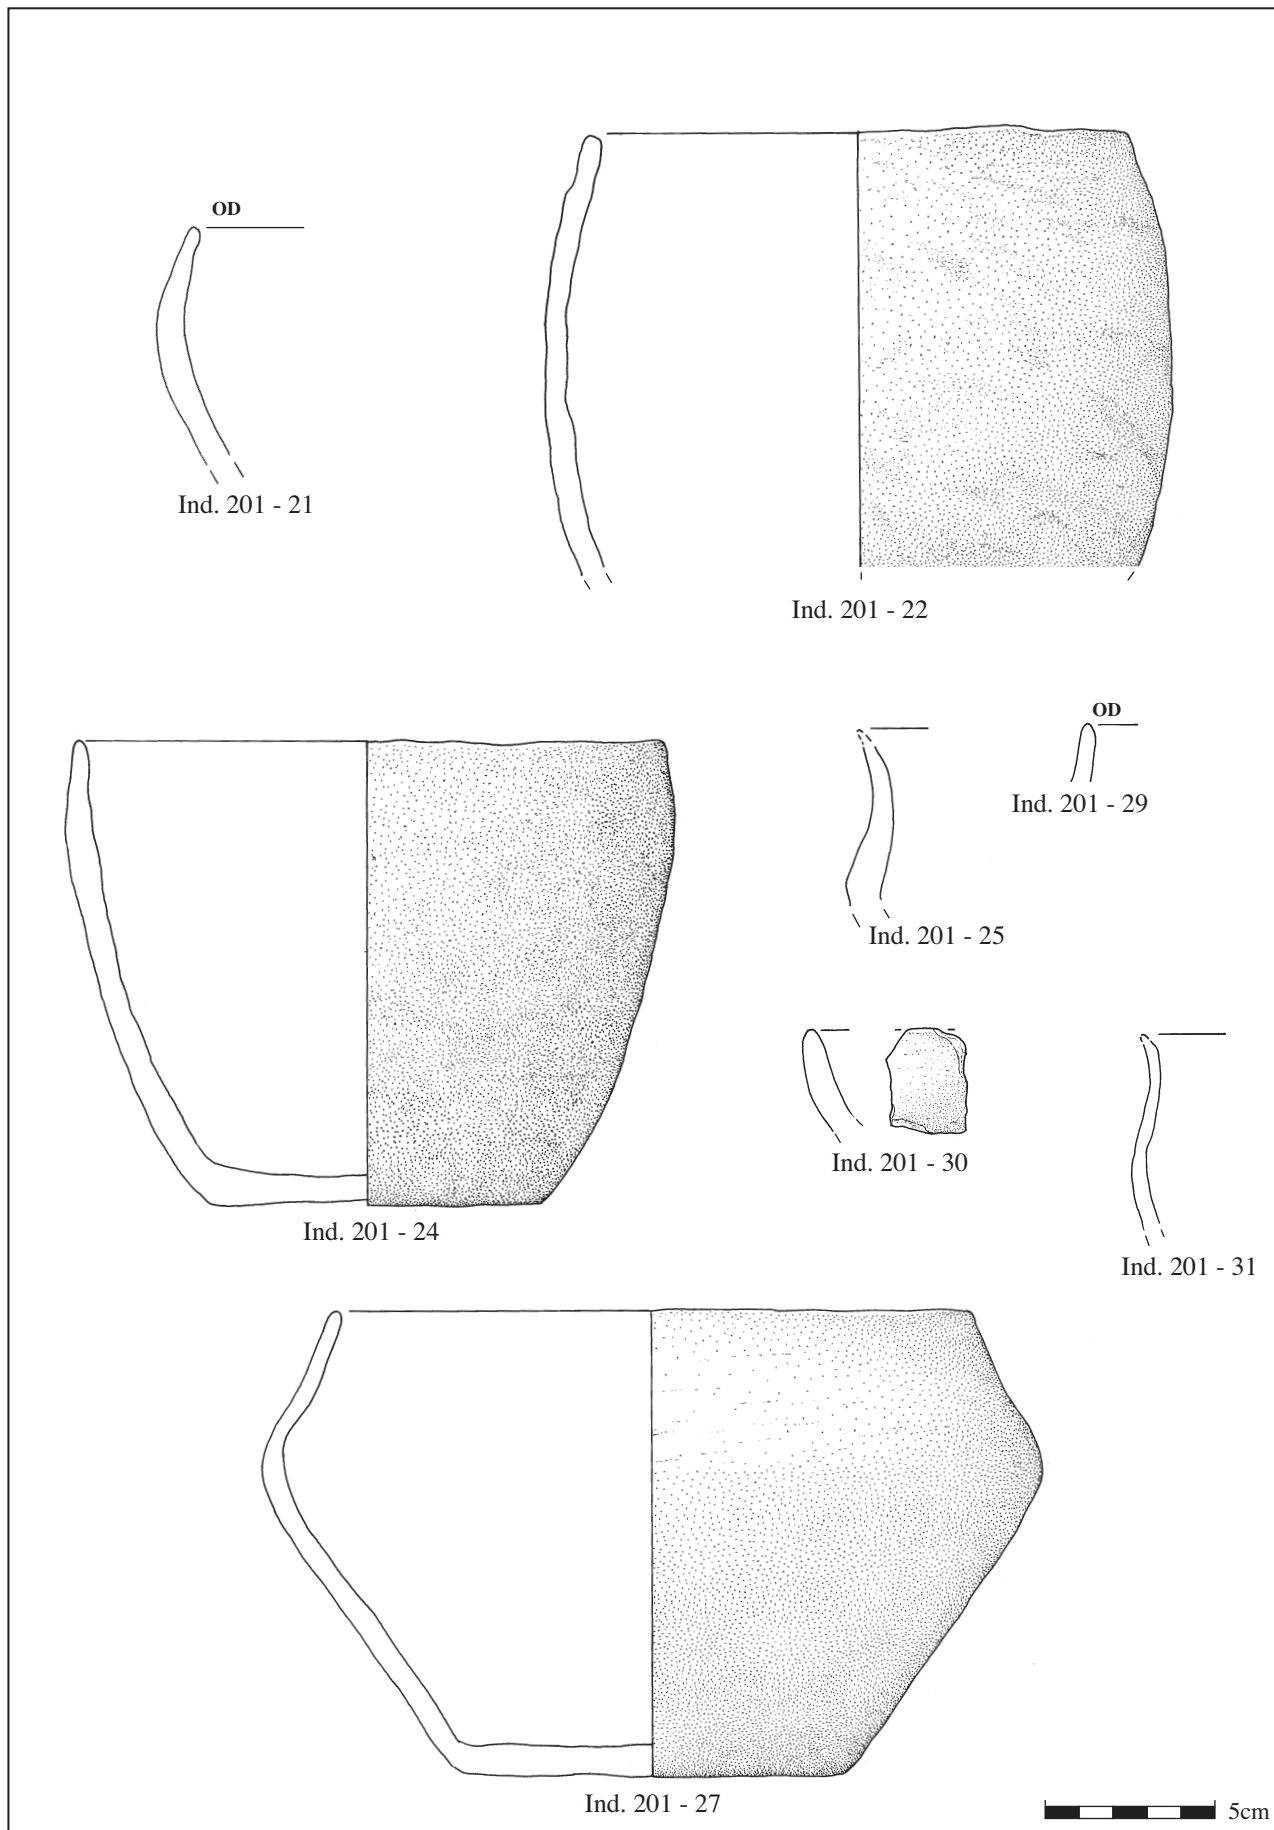 OD
Ind. 201 - 21
Ind. 201 - 22
OD
Ind. 201 - 29
Ind. 201 - 25
Ind. 201 - 30
Ind. 201 - 24
Ind. 201 - 31
Ind. 201 - 27
5cm